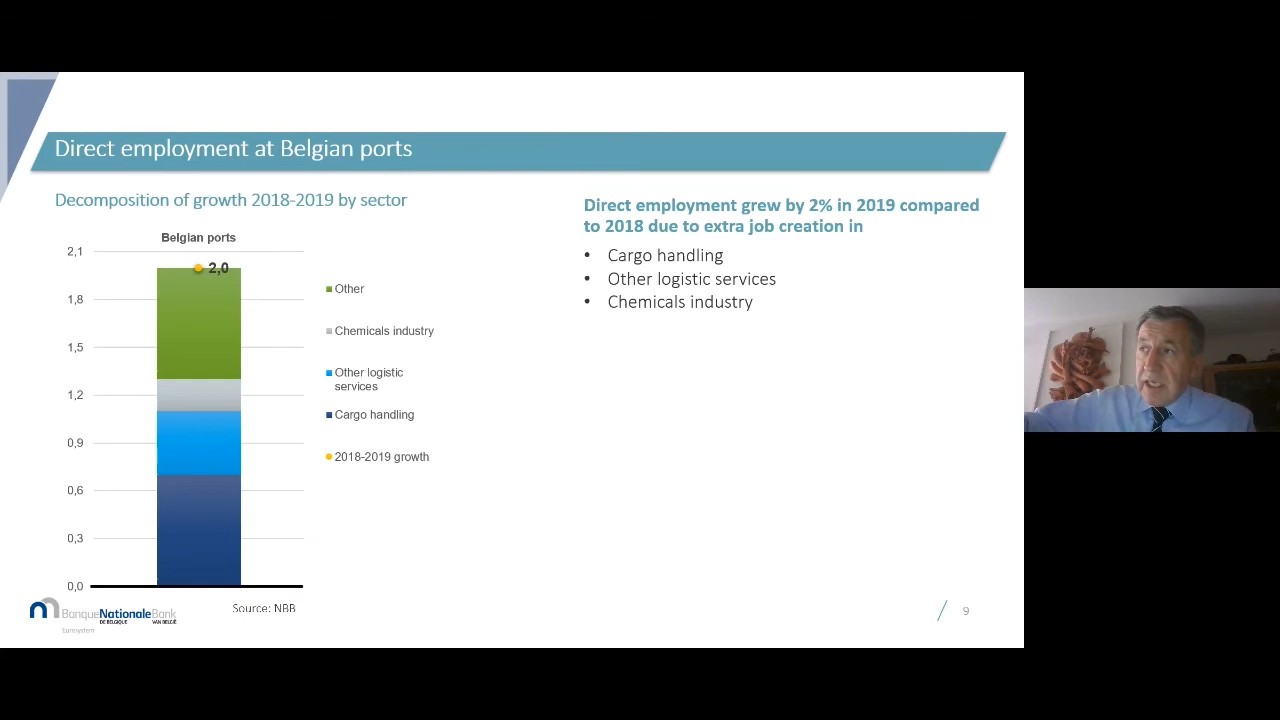 Direct employment at Belgian ports
Decomposition of growth 2018-2019 by sector
Belgian ports
2,1
1,8
1,5
1,2
0,9
0,6
0,3
0,0
2,0
Other
Chemicals industry
Other logistic
services
Cargo handling
2018-2019 growth
Source: NBB
Direct employment grew by 2% in 2019 compared
to 2018 due to extra job creation in
• Cargo handling
• Other logistic services
• Chemicals industry
BanqueNationaleBank
DE BELGIQUE VAN BELGIË
Eurosystem
9